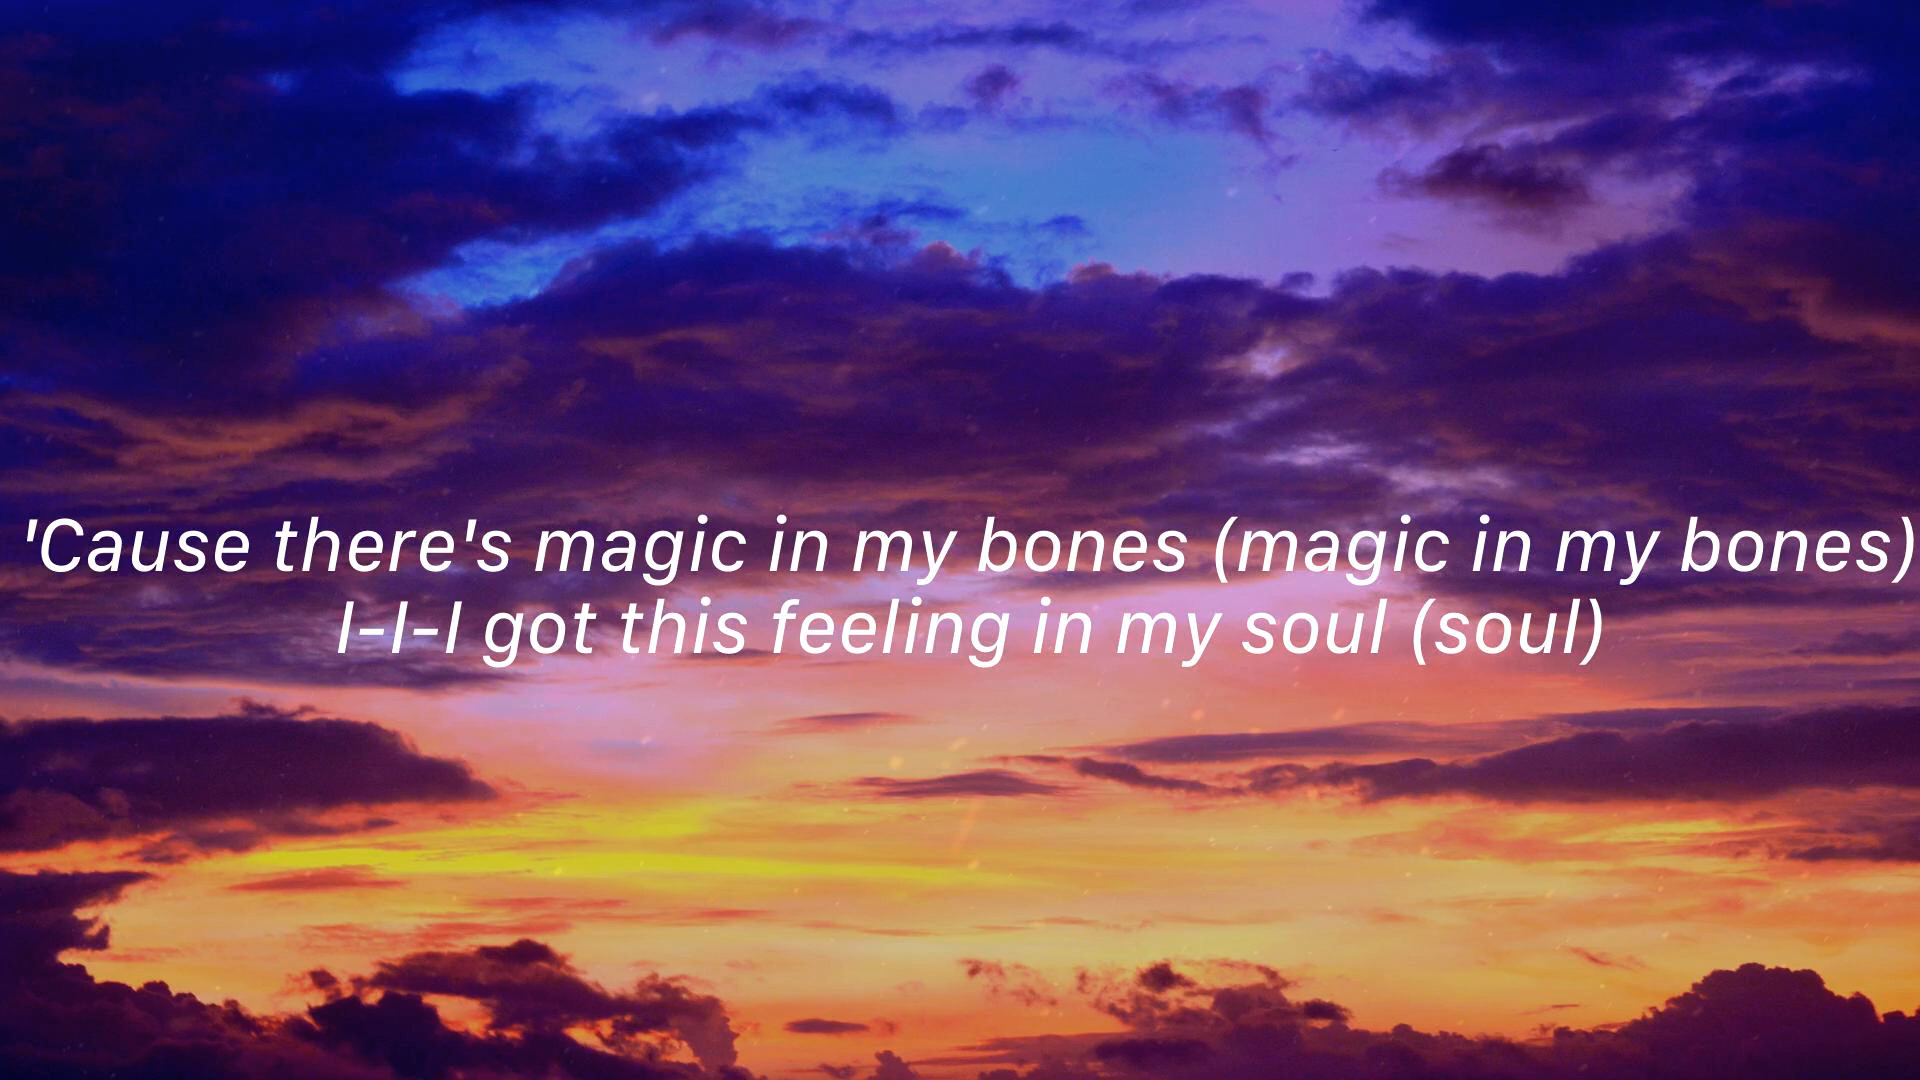 'Cause there's magic in my bones (magic in my bones)
I-I-I got this feeling in my soul (soul)